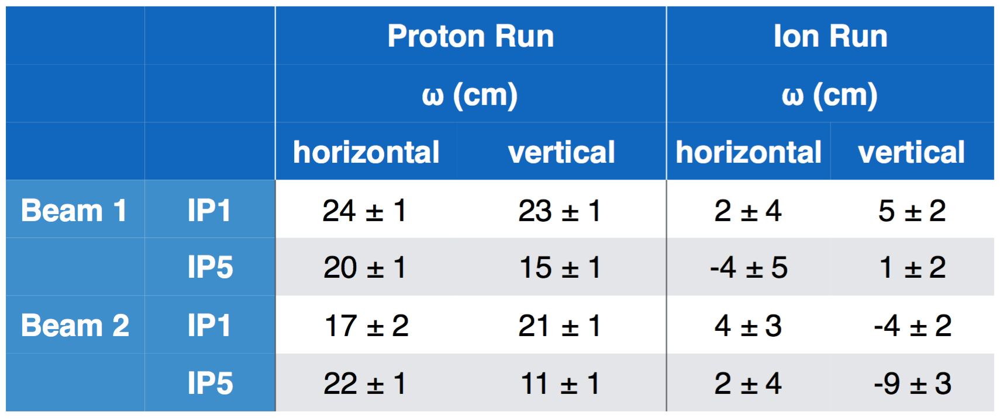 Proton Run Ion Run
ω (cm) ω (cm)
horizontal vertical horizontal vertical
Beam 1 IP1 24 ± 1 23 ± 1 2 ± 4 5 ± 2
IP5 20 ± 1 15 ± 1 -4 ± 5 1 ± 2
Beam 2 IP1 17 ± 2 21 ± 1 4 ± 3 -4 ± 2
IP5 22 ± 1 11 ± 1 2 ± 4 -9 ± 3